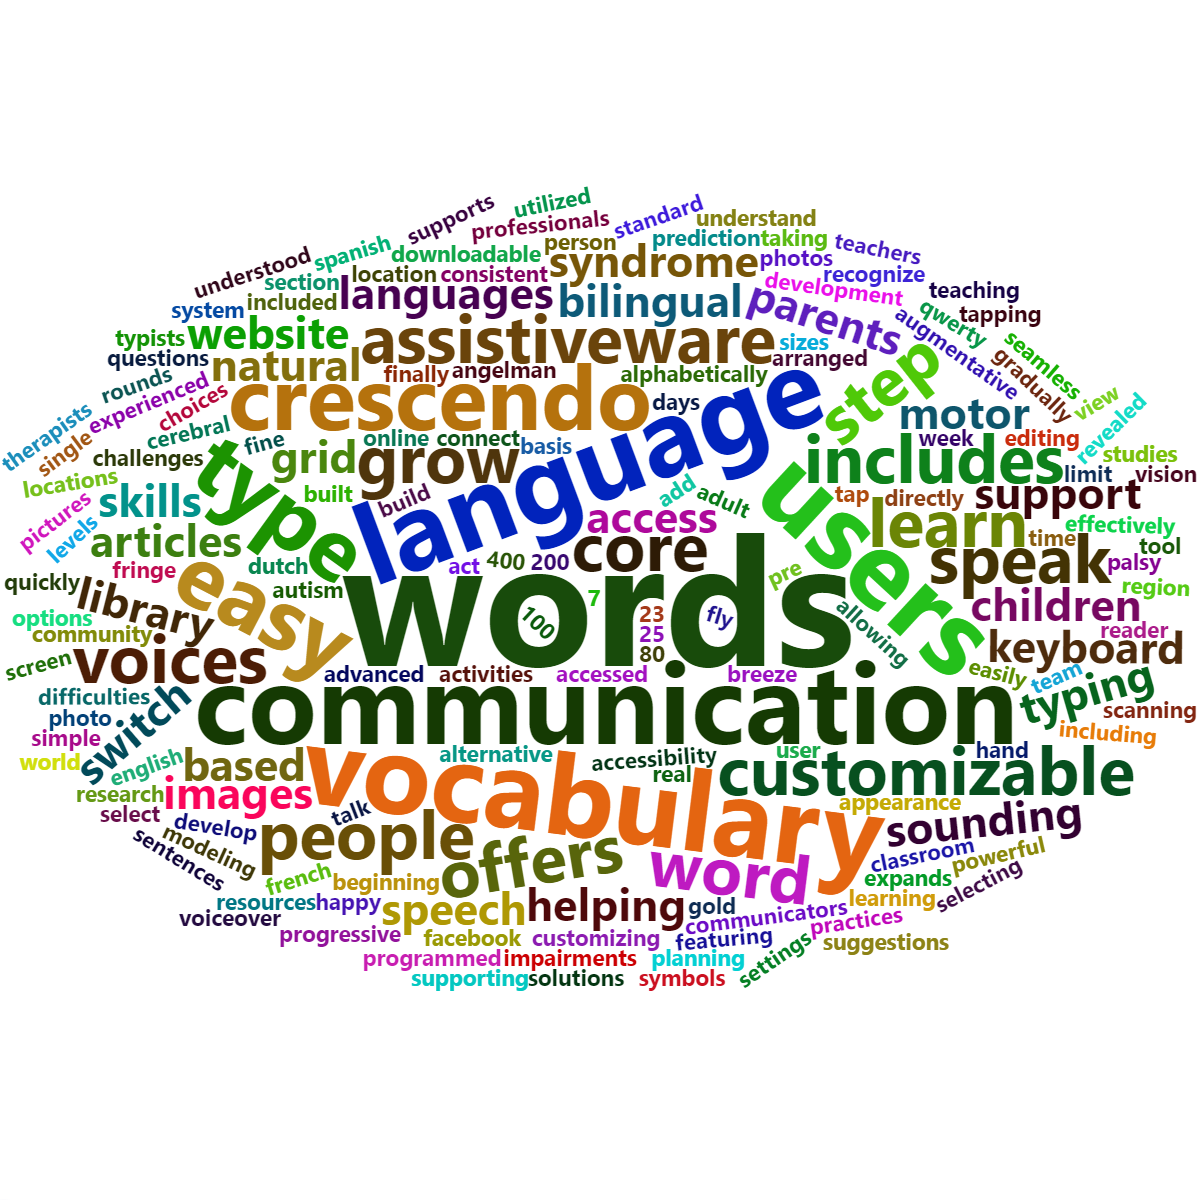 utilized
supports
professionals
standard
understand
person
prediction
taking
teachers
spanish
downloadable
understood
section
location
consistent
syndrome
photos
recognize
development
teaching
system
included
languages
bilingual
parents
augmentative
qwerty
tapping
typists
website
assistiveware
sizes
seamless
questions
natural
finally
angelman
alphabetically
arranged
step
gradually
rounds
experienced
choices
crescendo
days
language
motor
view
revealed
therapists
single
cerebral
fine
online
connect
basis
week
editing
studies
challenges
type
grid
grow
includes
limit
vision
locations
pictures
skills
built
build
add
adult
users
tap
directly
support
levels
articles
access
learn
time
effectively
tool
quickly
fringe
easy
dutch
autism
act
400
200
core
pre
speak
palsy
region
options
library
words
7
100
23
25
80
fly
allowing
children
reader
community
screen
voices
advanced
activities
accessed
breeze
easily
team
keyboard
difficulties
photo
simple
switch
communication
typing
scanning
including
world
english
based
alternative
accessibility
real
user
hand
customizable
research
images
vocabulary
appearance
select
develop
talk
sounding
sentences
modeling
people
offers
word
classroom
powerful
french
beginning
expands
selecting
voiceover
resources
happy
speech
helping
gold
communicators
learning
practices
progressive
facebook
customizing
featuring
suggestions
programmed
impairments
planning
settings
supporting
solutions
symbols